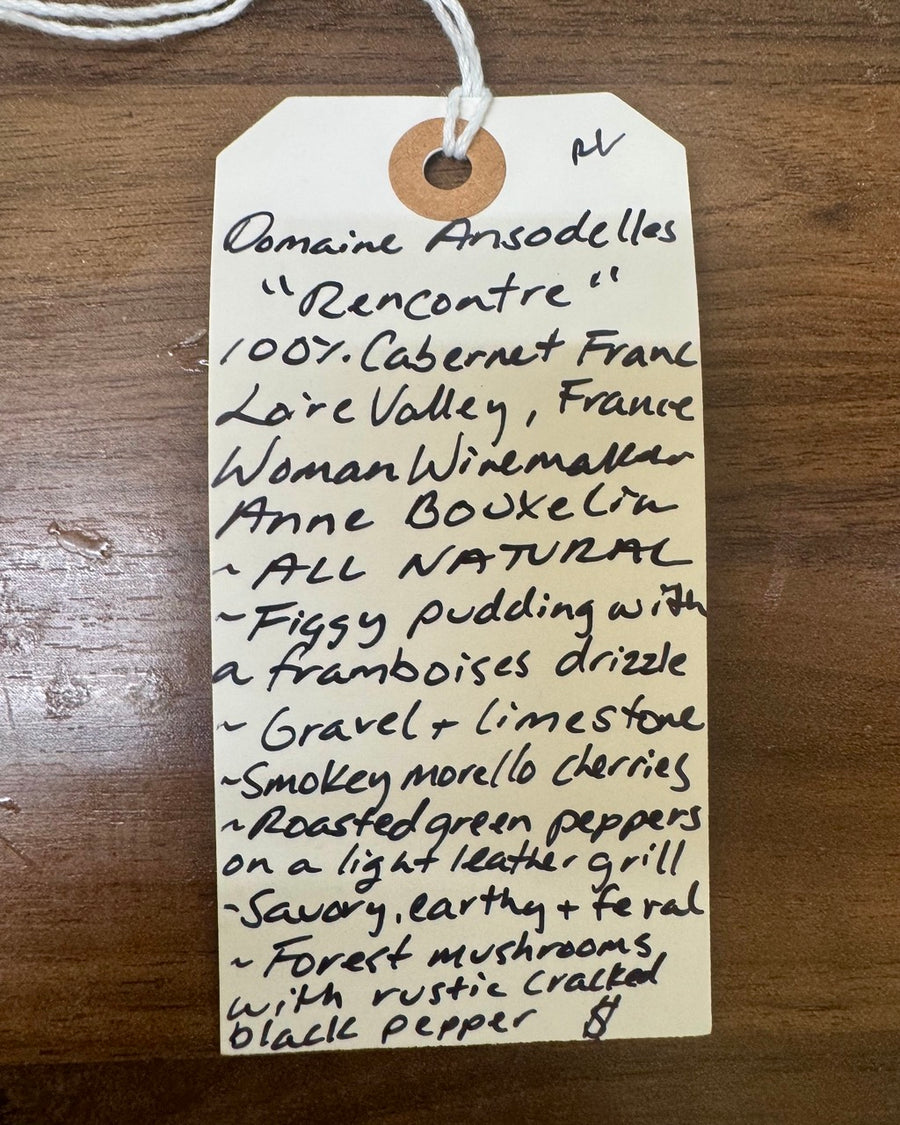 Domaine Ansodelles
"Rencontre"
100% Cabernet Franc
Loire Valley, France
Woman Winemaker
Anne Bouxelin
~ ALL NATURAL
~ Figgy pudding with
a framboises drizzle
~ Gravel + limestone
~ Smokey morello cherries
~ Roasted green peppers
on a light leather grill
~ Savory, earthy + feral
~ Forest mushrooms
with rustic cracked
black pepper $